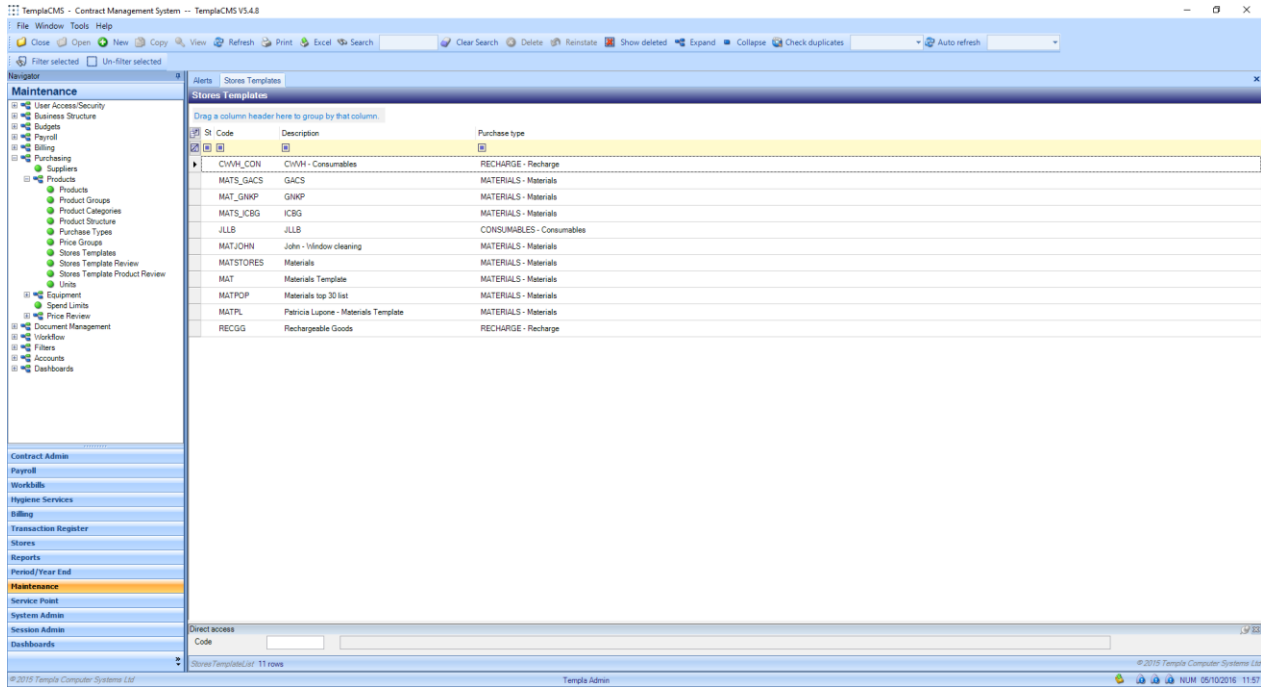 TemplaCMS - Contract Management System -- TemplaCMS V5.4.8
File Window Tools Help
Close Open New Copy View Refresh Print Excel Search Clear Search Delete Reinstate Show deleted Expand Collapse Check duplicates Auto refresh
Filter selected Un-filter selected
Navigator
Maintenance
User Access/Security
Business Structure
Budgets
Payroll
Billing
Purchasing
Suppliers
Products
Products
Product Groups
Product Categories
Product Structure
Purchase Types
Price Groups
Stores Templates
Stores Template Review
Stores Template Product Review
Units
Equipment
Spend Limits
Price Review
Document Management
Workflow
Filters
Accounts
Dashboards
Contract Admin
Payroll
Workbills
Hygiene Services
Billing
Transaction Register
Stores
Reports
Period/Year End
Maintenance
Service Point
System Admin
Session Admin
Dashboards
Alerts Stores Templates
Stores Templates
Drag a column header here to group by that column.
St Code Description Purchase type
CWVH_CON CWVH - Consumables RECHARGE - Recharge
MATS_GACS GACS MATERIALS - Materials
MAT_GNKP GNKP MATERIALS - Materials
MATS_ICBG ICBG MATERIALS - Materials
JLLB JLLB CONSUMABLES - Consumables
MATJOHN John - Window cleaning MATERIALS - Materials
MATSTORES Materials MATERIALS - Materials
MAT Materials Template MATERIALS - Materials
MATPOP Materials top 30 list MATERIALS - Materials
MATPL Patricia Lupone - Materials Template MATERIALS - Materials
RECGG Rechargeable Goods RECHARGE - Recharge
Direct access
Code
StoresTemplateList 11 rows © 2015 Templa Computer Systems Ltd
© 2015 Templa Computer Systems Ltd Templa Admin NUM 05/10/2016 11:57